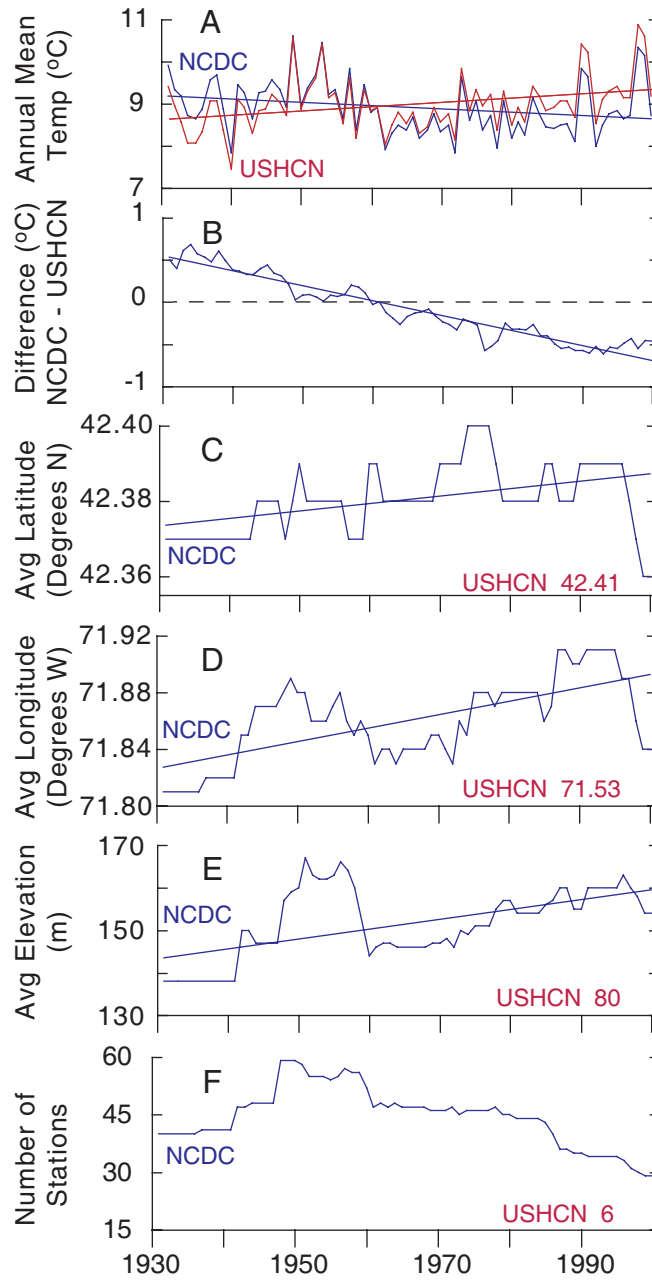 A
Annual Mean
Temp (ºC)
11
9
7
NCDC
USHCN
B
Difference (ºC)
NCDC - USHCN
1
0
-1
C
Avg Latitude
(Degrees N)
42.40
42.38
42.36
NCDC
USHCN 42.41
D
Avg Longitude
(Degrees W)
71.92
71.88
71.84
71.80
NCDC
USHCN 71.53
E
Avg Elevation
(m)
170
150
130
NCDC
USHCN 80
F
Number of
Stations
60
45
30
15
NCDC
USHCN 6
1930
1950
1970
1990